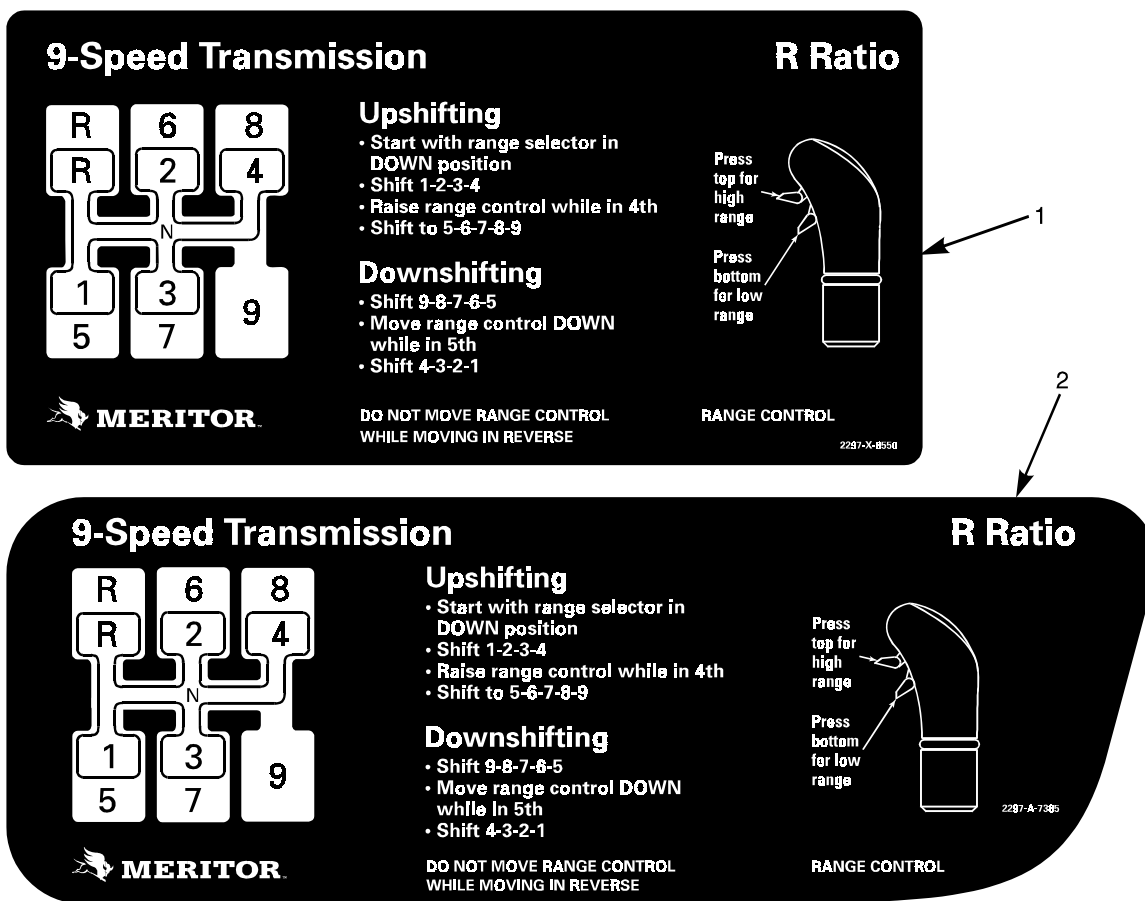 9-Speed Transmission
R Ratio
R 6 8
R 2 4
N
1 3
9
5 7
Upshifting
• Start with range selector in
DOWN position
• Shift 1-2-3-4
• Raise range control while in 4th
• Shift to 5-6-7-8-9
Downshifting
• Shift 9-8-7-6-5
• Move range control DOWN
while in 5th
• Shift 4-3-2-1
Press
top for
high
range
Press
bottom
for low
range
1
MERITOR
DO NOT MOVE RANGE CONTROL
WHILE MOVING IN REVERSE
RANGE CONTROL
2297-X-8550
2
9-Speed Transmission
R Ratio
R 6 8
R 2 4
N
1 3
9
5 7
Upshifting
• Start with range selector in
DOWN position
• Shift 1-2-3-4
• Raise range control while in 4th
• Shift to 5-6-7-8-9
Downshifting
• Shift 9-8-7-6-5
• Move range control DOWN
while in 5th
• Shift 4-3-2-1
Press
top for
high
range
Press
bottom
for low
range
2297-A-7385
MERITOR
DO NOT MOVE RANGE CONTROL
WHILE MOVING IN REVERSE
RANGE CONTROL